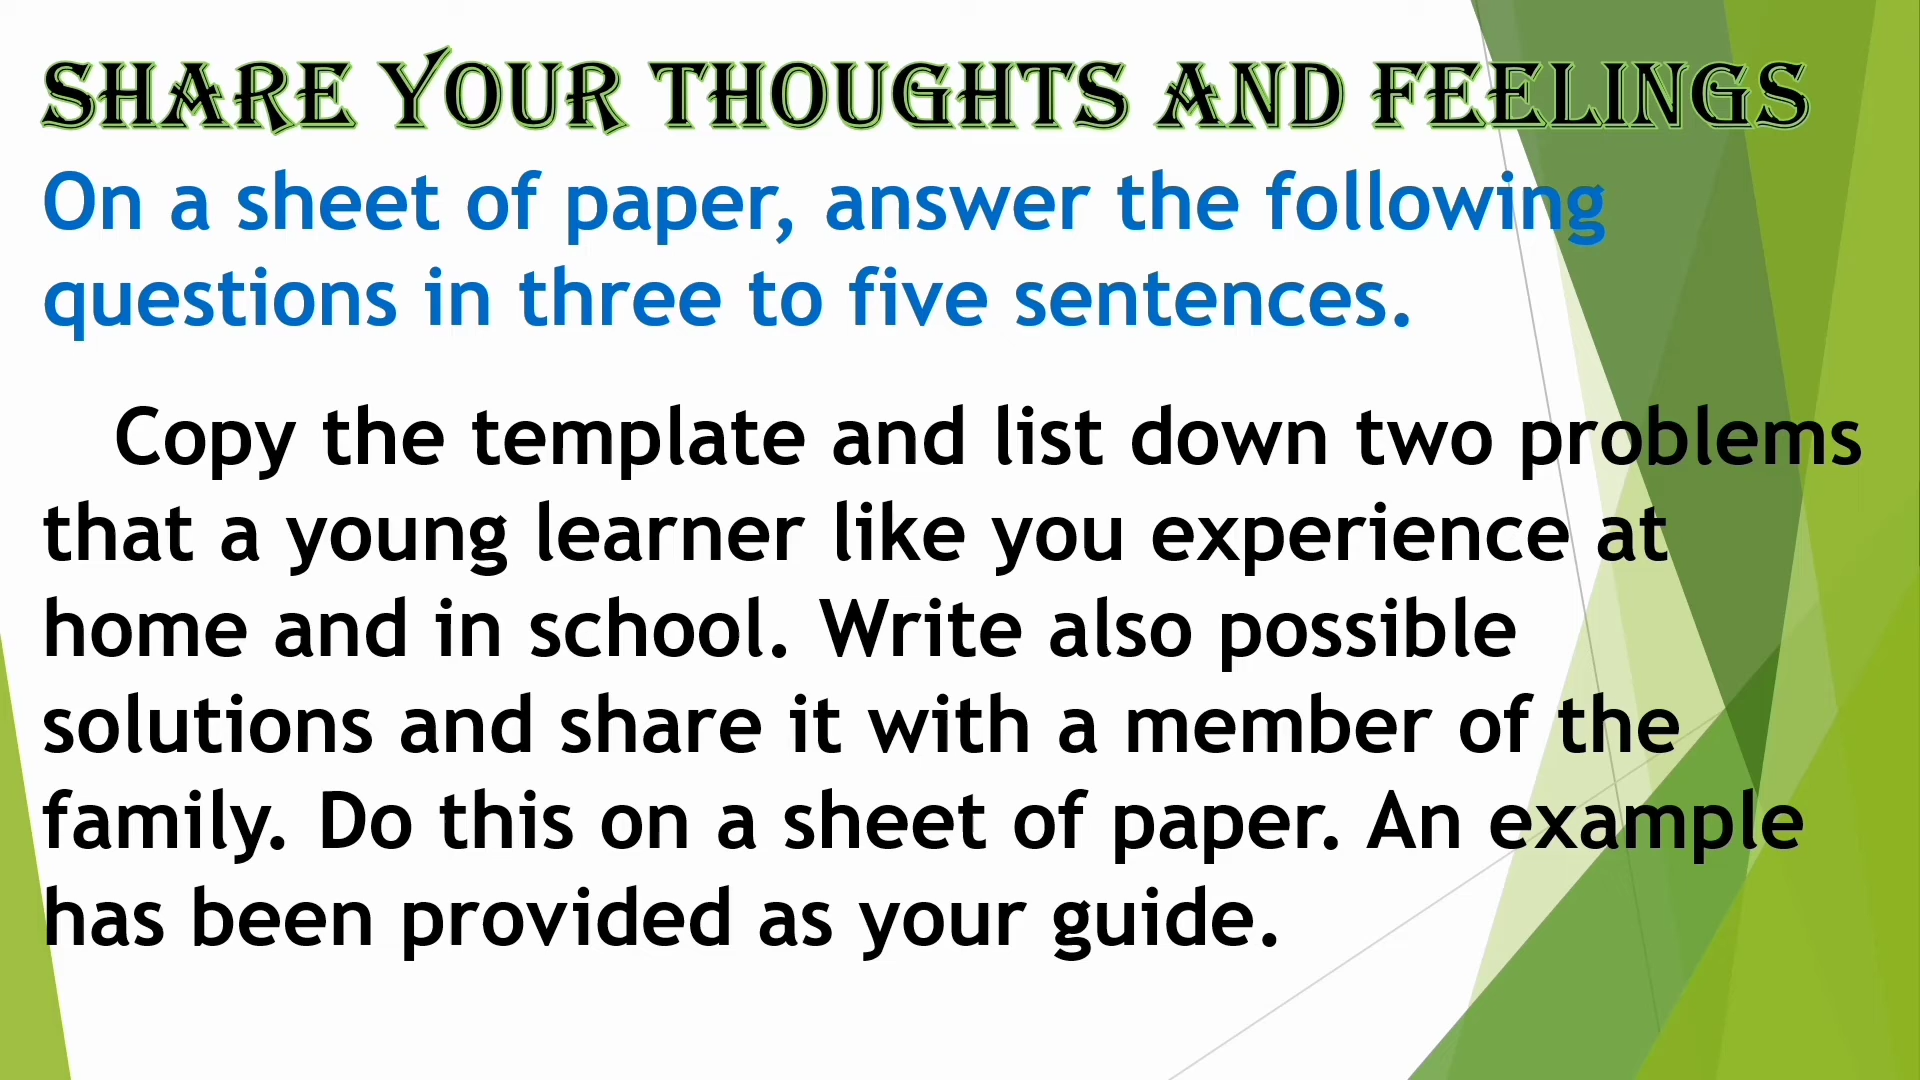 SHARE YOUR THOUGHTS AND FEELINGS
On a sheet of paper, answer the following
questions in three to five sentences.
Copy the template and list down two problems
that a young learner like you experience at
home and in school. Write also possible
solutions and share it with a member of the
family. Do this on a sheet of paper. An example
has been provided as your guide.